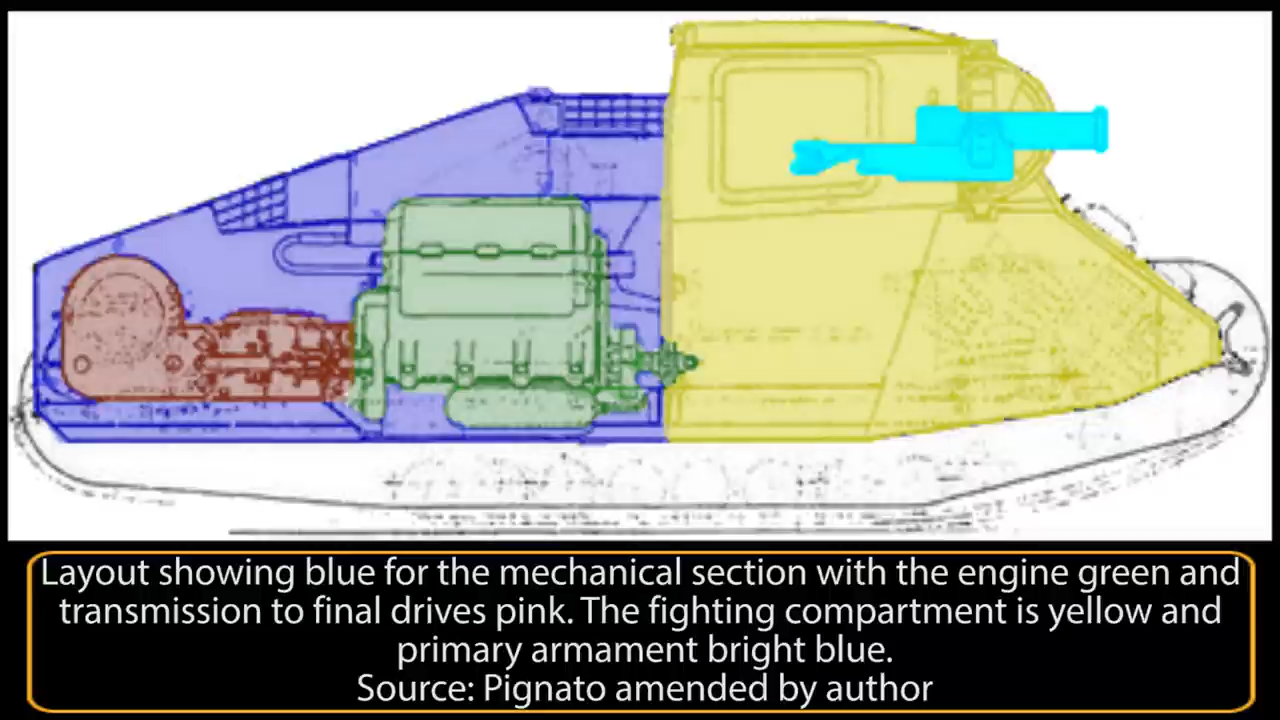 Layout showing blue for the mechanical section with the engine green and
transmission to final drives pink. The fighting compartment is yellow and
primary armament bright blue.
Source: Pignato amended by author